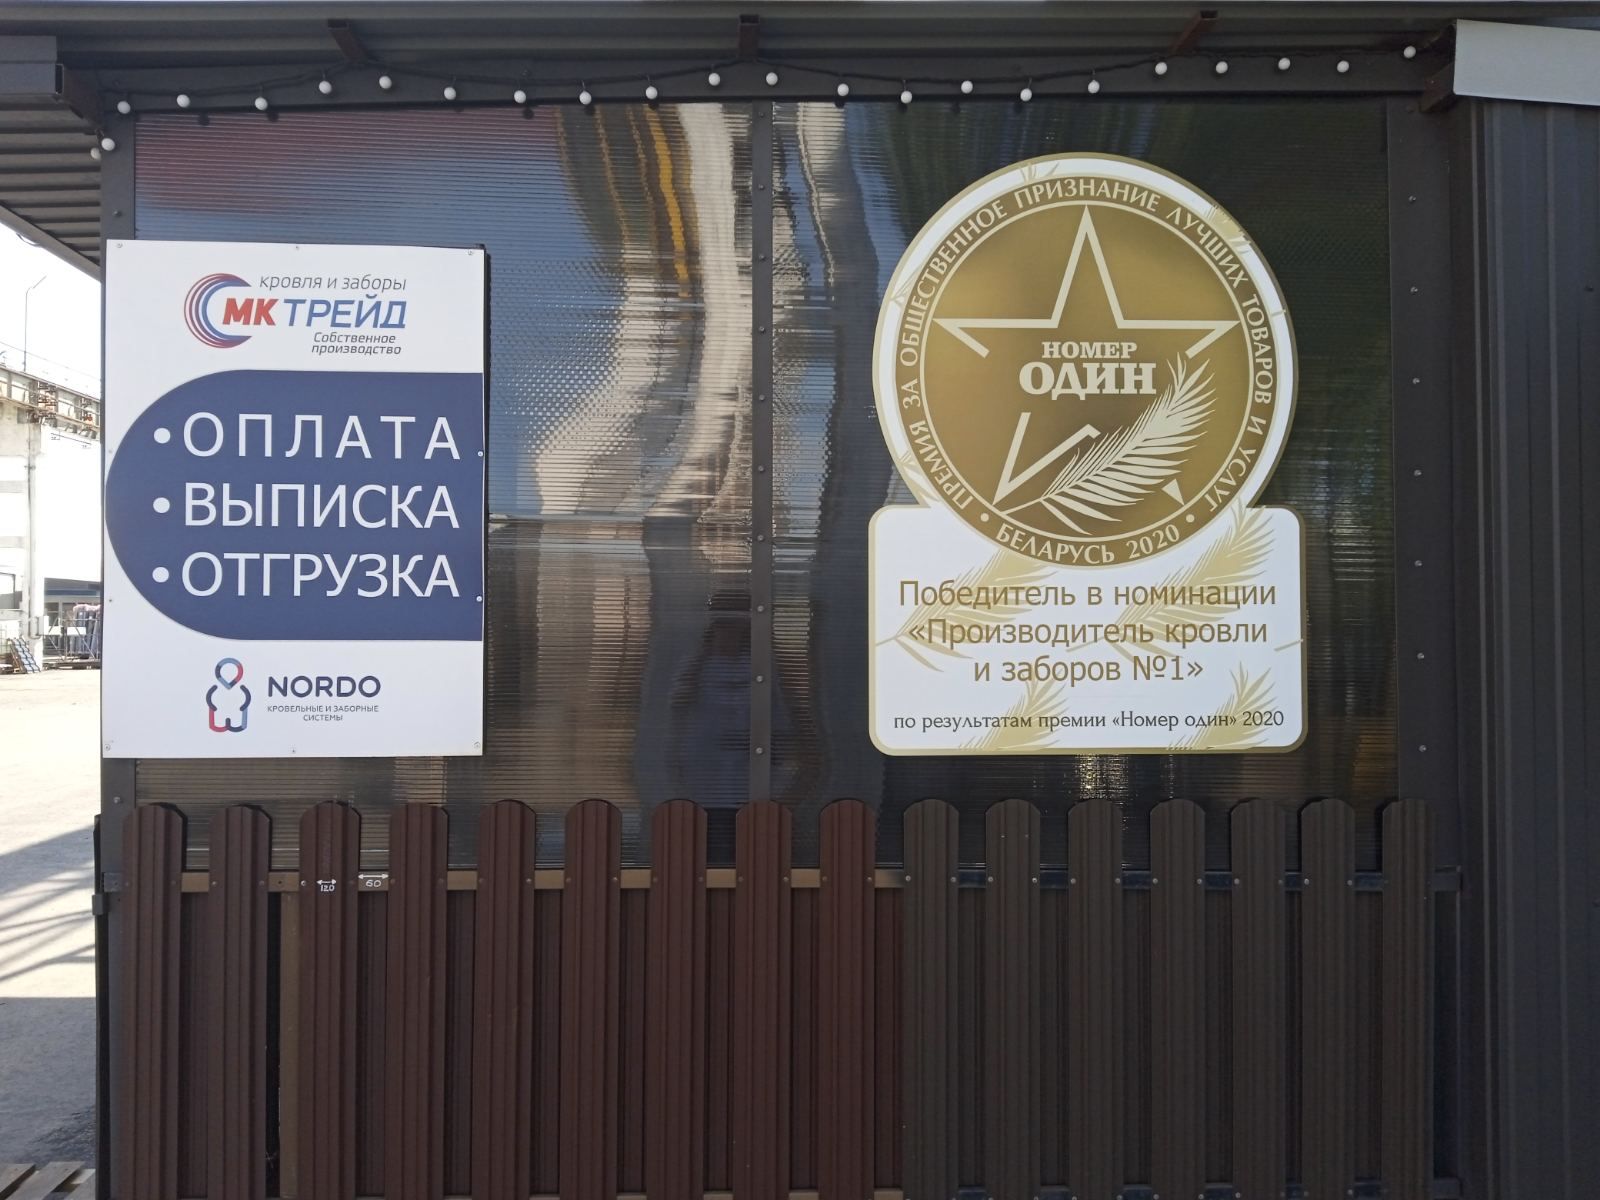 кровля и заборы
МК ТРЕЙД
Собственное
производство
• ОПЛАТА
• ВЫПИСКА
• ОТГРУЗКА
NORDO
КРОВЕЛЬНЫЕ И ЗАБОРНЫЕ
СИСТЕМЫ
ПРЕМИЯ ЗА ОБЩЕСТВЕННОЕ ПРИЗНАНИЕ ЛУЧШИХ ТОВАРОВ И УСЛУГ
НОМЕР
ОДИН
• БЕЛАРУСЬ 2020 •
Победитель в номинации
«Производитель кровли
и заборов №1»
по результатам премии «Номер один» 2020
120
60